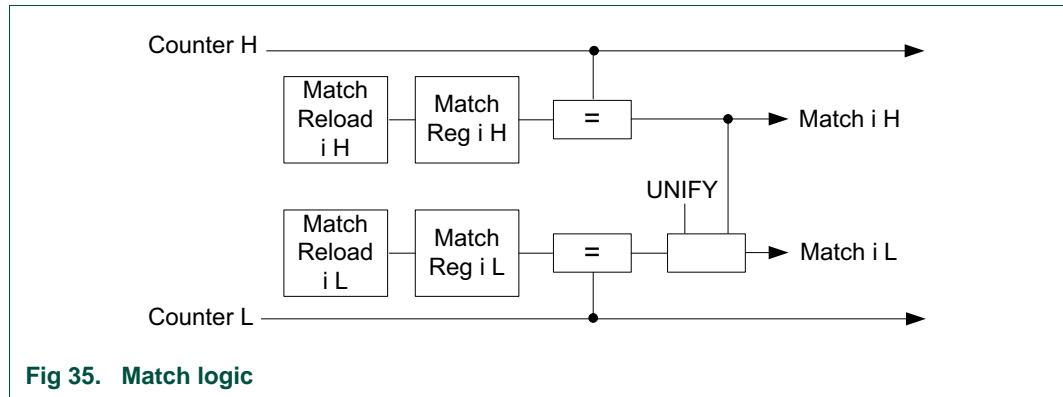 Counter H
Match
Reload
i H
Match
Reg i H
=
Match i H
UNIFY
Match
Reload
i L
Match
Reg i L
=
Match i L
Counter L
Fig 35. Match logic